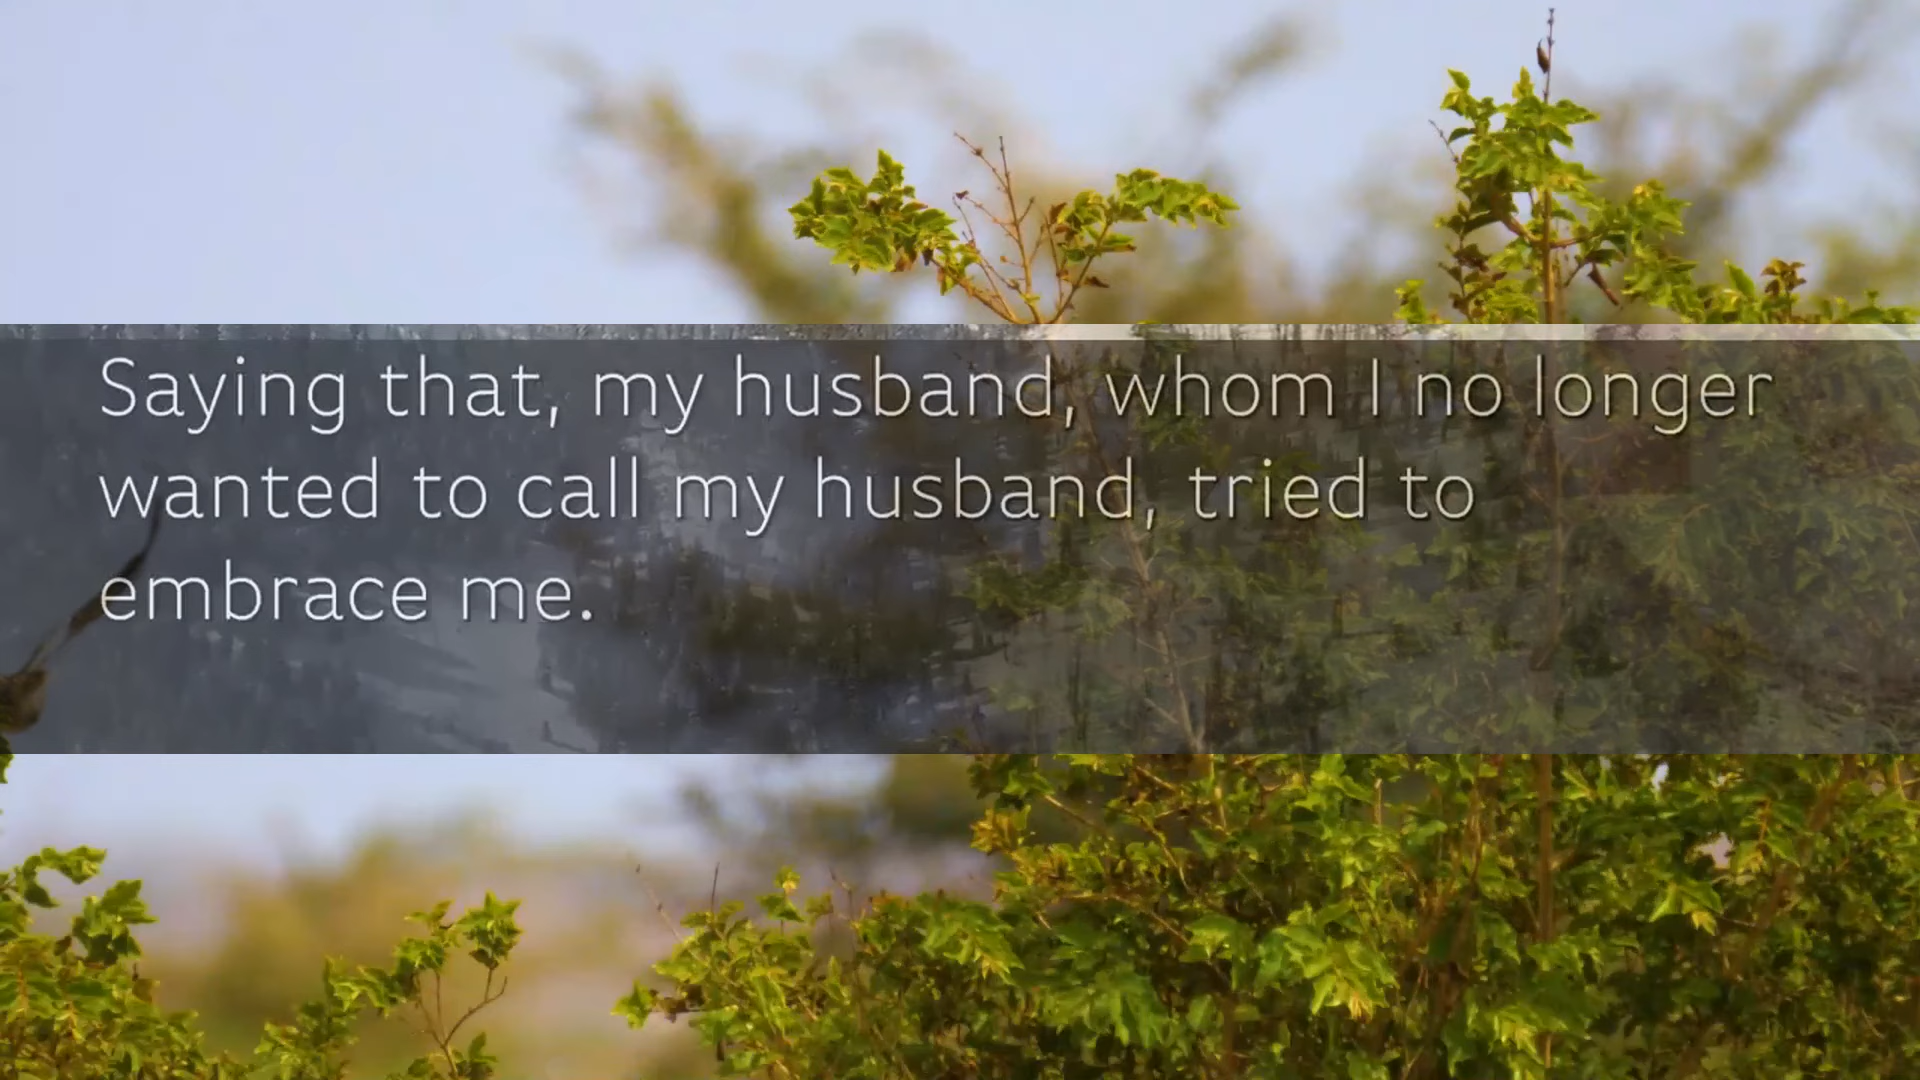 Saying that, my husband, whom I no longer
wanted to call my husband, tried to
embrace me.